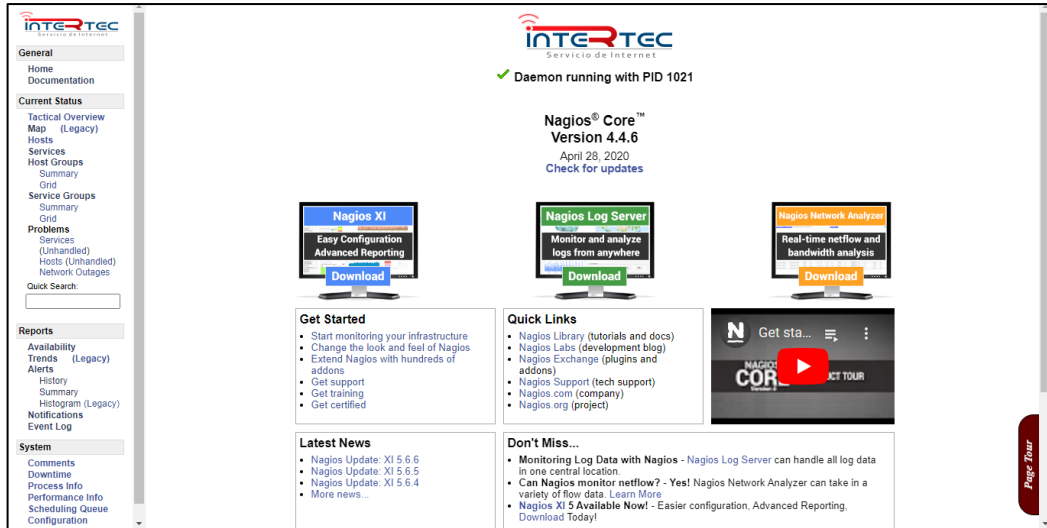 INTERTEC
Servicio de Internet
General
Home
Documentation
Current Status
Tactical Overview
Map (Legacy)
Hosts
Services
Host Groups
Summary
Grid
Service Groups
Summary
Grid
Problems
Services
(Unhandled)
Hosts (Unhandled)
Network Outages
Quick Search:
Reports
Availability
Trends (Legacy)
Alerts
History
Summary
Histogram (Legacy)
Notifications
Event Log
System
Comments
Downtime
Process Info
Performance Info
Scheduling Queue
Configuration
INTERTEC
Servicio de Internet
Daemon running with PID 1021
Nagios® Core™
Version 4.4.6
April 28, 2020
Check for updates
Nagios XI
Easy Configuration
Advanced Reporting
Download
Nagios Log Server
Monitor and analyze
logs from anywhere
Download
Nagios Network Analyzer
Real-time netflow and
bandwidth analysis
Download
Get Started
• Start monitoring your infrastructure
• Change the look and feel of Nagios
• Extend Nagios with hundreds of
addons
• Get support
• Get training
• Get certified
Quick Links
• Nagios Library (tutorials and docs)
• Nagios Labs (development blog)
• Nagios Exchange (plugins and
addons)
• Nagios Support (tech support)
• Nagios.com (company)
• Nagios.org (project)
N Get sta...
NAGIOS
CORE
PRODUCT TOUR
Latest News
• Nagios Update: XI 5.6.6
• Nagios Update: XI 5.6.5
• Nagios Update: XI 5.6.4
• More news...
Don't Miss...
• Monitoring Log Data with Nagios - Nagios Log Server can handle all log data
in one central location.
• Can Nagios monitor netflow? - Yes! Nagios Network Analyzer can take in a
variety of flow data. Learn More
• Nagios XI 5 Available Now! - Easier configuration, Advanced Reporting,
Download Today!
Page Tour